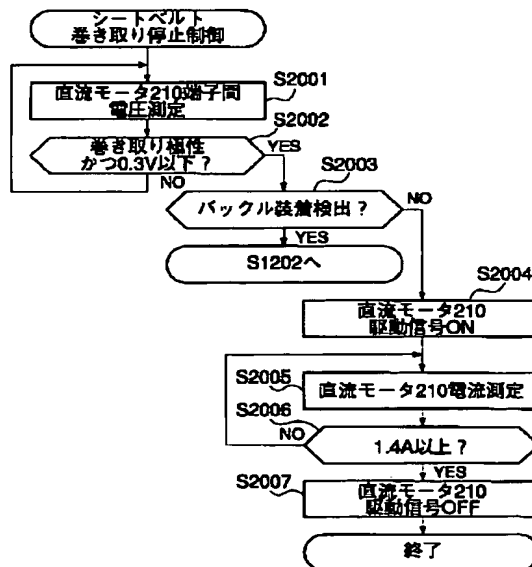 シートベルト
巻き取り停止制御
S2001
直流モータ210端子間
電圧測定
S2002
巻き取り極性
かつ0.3V以下？
YES
NO
S2003
バックル装着検出？
NO
YES
S1202へ
S2004
直流モータ210
駆動信号ON
S2005
直流モータ210電流測定
S2006
NO
1.4A以上？
YES
S2007
直流モータ210
駆動信号OFF
終了